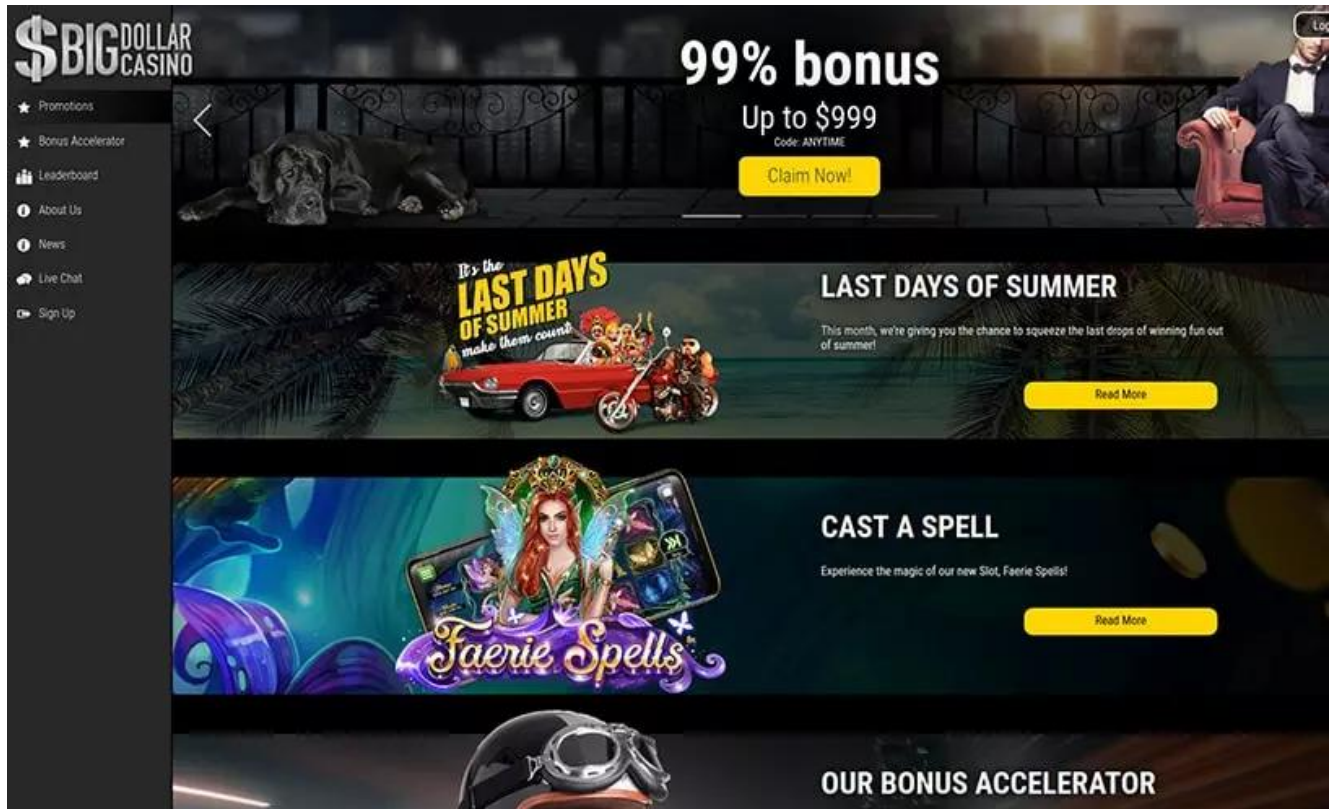 $BIG DOLLAR CASINO
Promotions
Bonus Accelerator
Leaderboard
About Us
News
Live Chat
Sign Up
99% bonus
Up to $999
Code: ANYTIME
Claim Now!
It's the
LAST DAYS
OF SUMMER
make them count
LAST DAYS OF SUMMER
This month, we're giving you the chance to squeeze the last drops of winning fun out
of summer!
Read More
Faerie Spells
CAST A SPELL
Experience the magic of our new Slot, Faerie Spells!
Read More
OUR BONUS ACCELERATOR